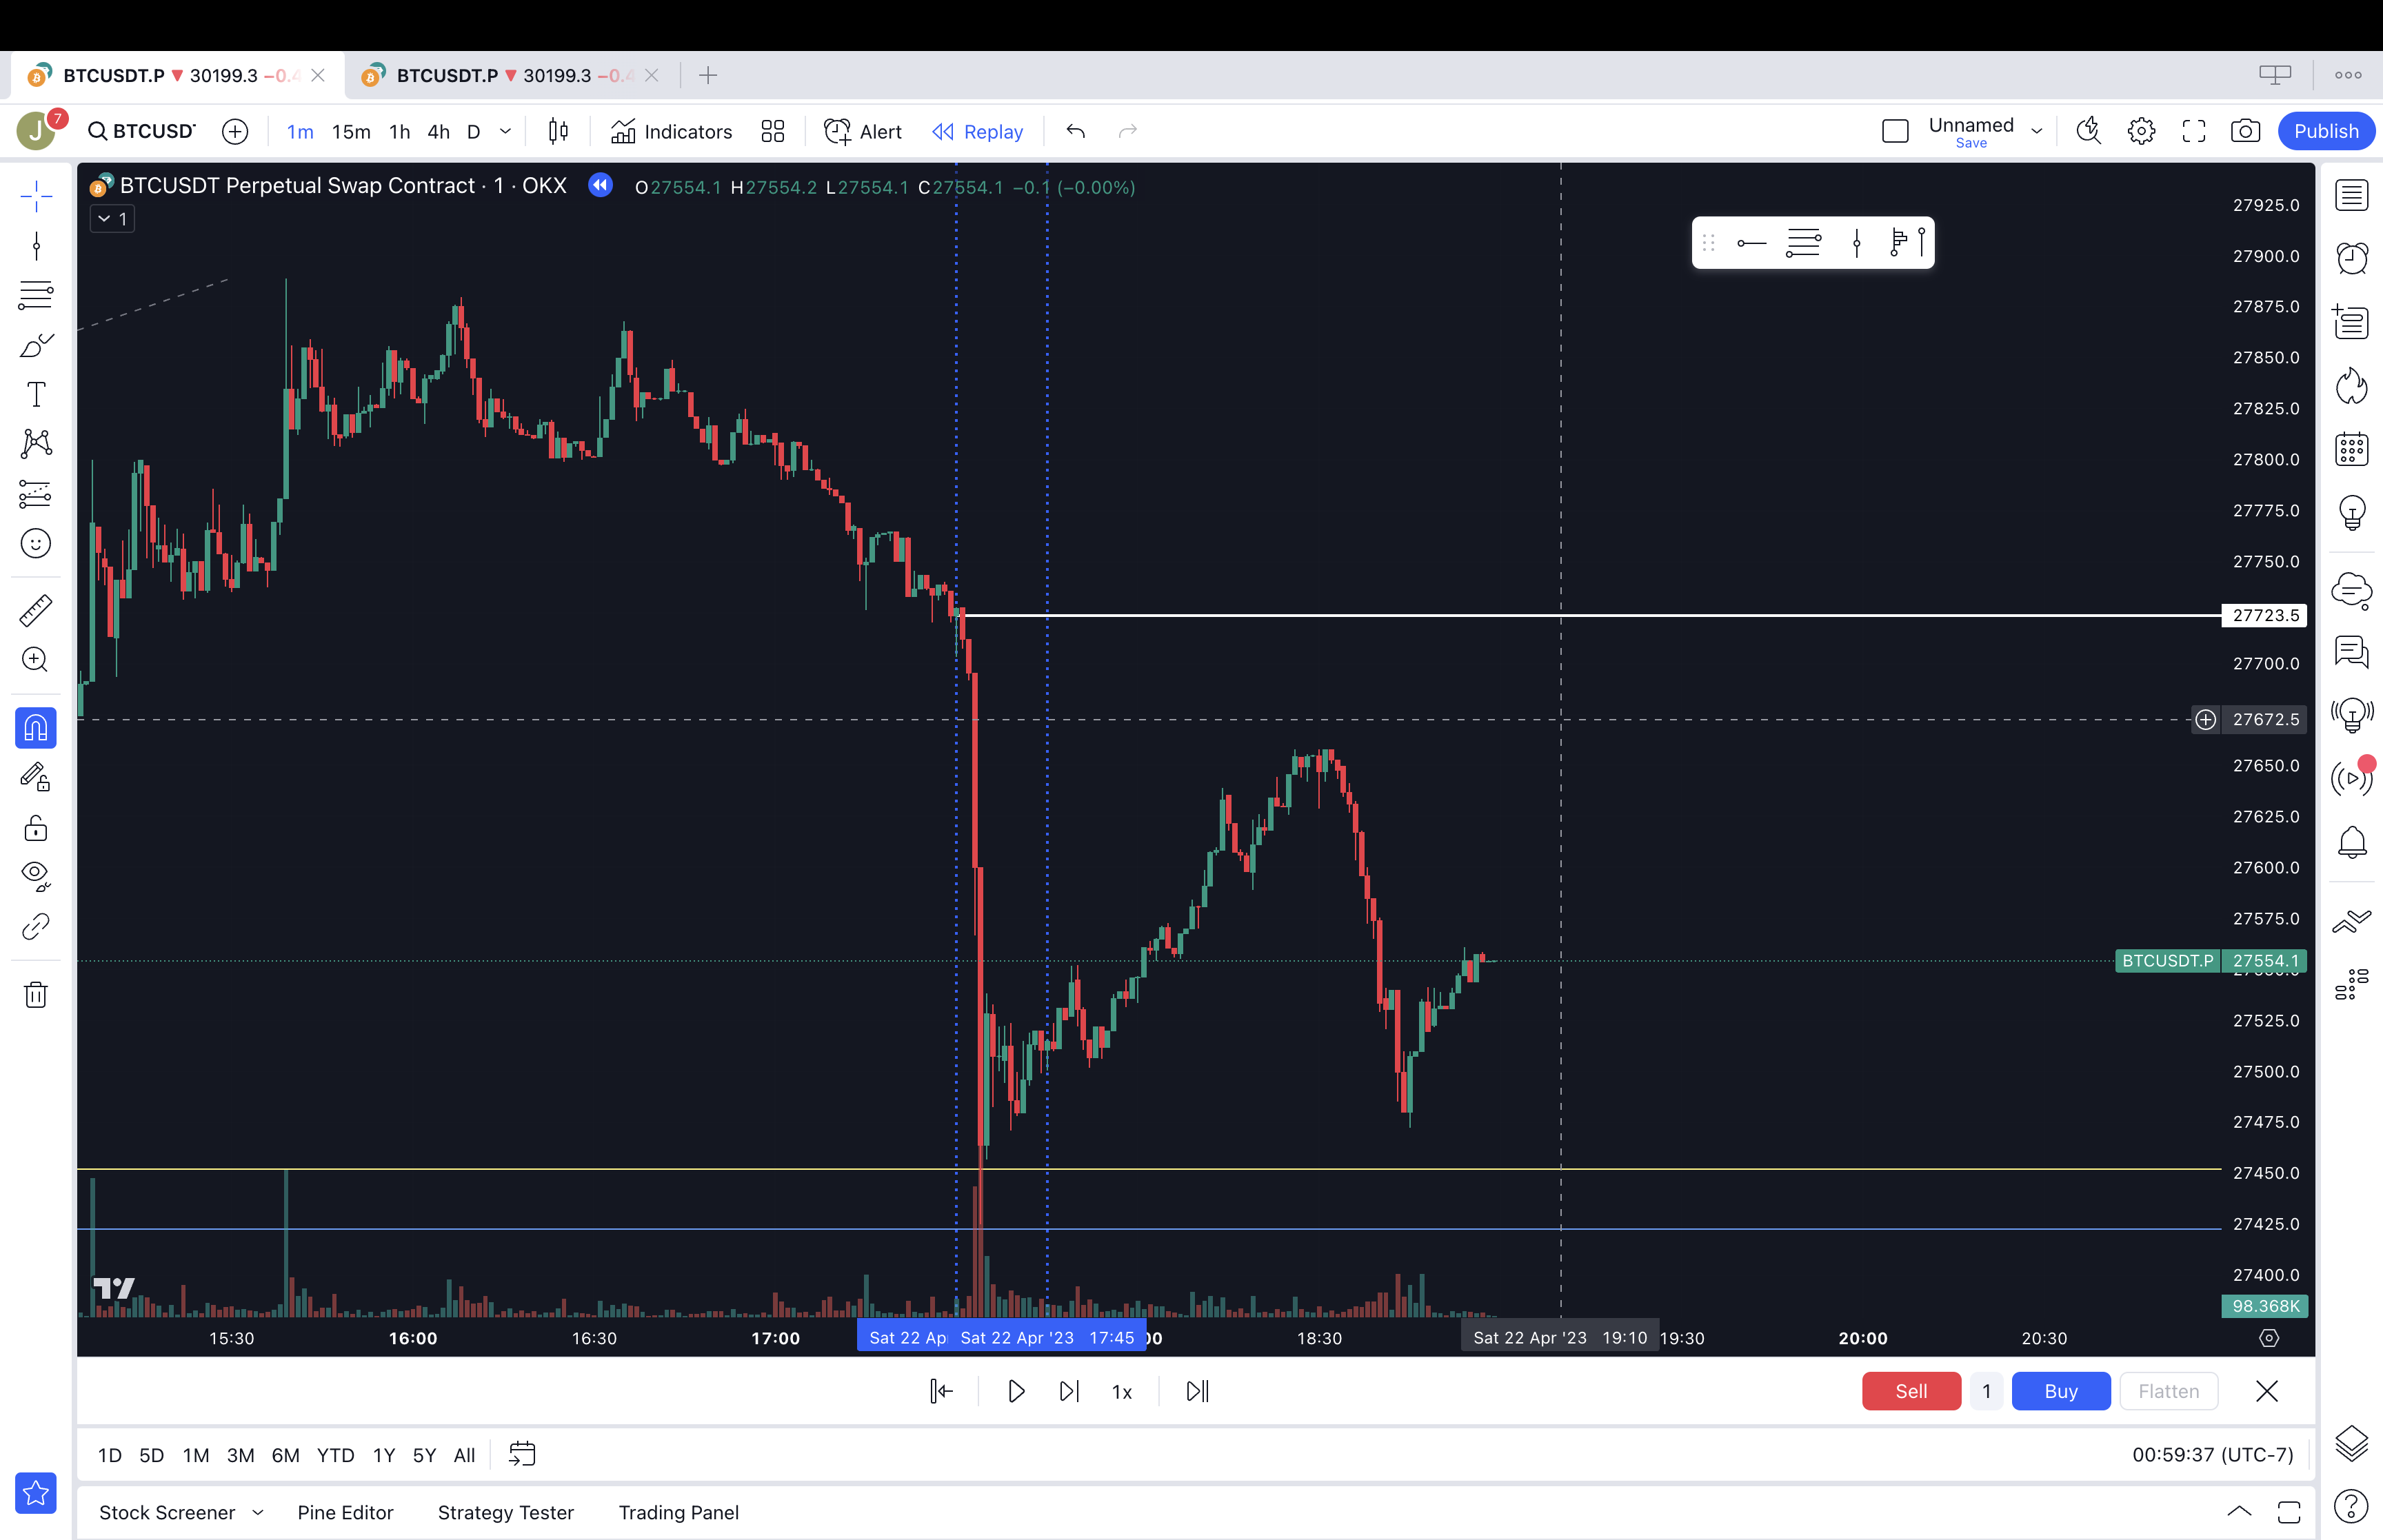 BTCUSDT.P 30199.3 −0.4 BTCUSDT.P 30199.3 −0.4
J 7 BTCUSDT 1m 15m 1h 4h D Indicators Alert Replay Unnamed Save Publish
BTCUSDT Perpetual Swap Contract · 1 · OKX O27554.1 H27554.2 L27554.1 C27554.1 −0.1 (−0.00%)
1
27925.0
27900.0
27875.0
27850.0
27825.0
27800.0
27775.0
27750.0
27723.5
27700.0
27672.5
27650.0
27625.0
27600.0
27575.0
BTCUSDT.P 27554.1
27525.0
27500.0
27475.0
27450.0
27425.0
27400.0
98.368K
15:30 16:00 16:30 17:00 Sat 22 Ap Sat 22 Apr '23 17:45 00 18:30 Sat 22 Apr '23 19:10 19:30 20:00 20:30
1x Sell 1 Buy Flatten
1D 5D 1M 3M 6M YTD 1Y 5Y All 00:59:37 (UTC-7)
Stock Screener Pine Editor Strategy Tester Trading Panel